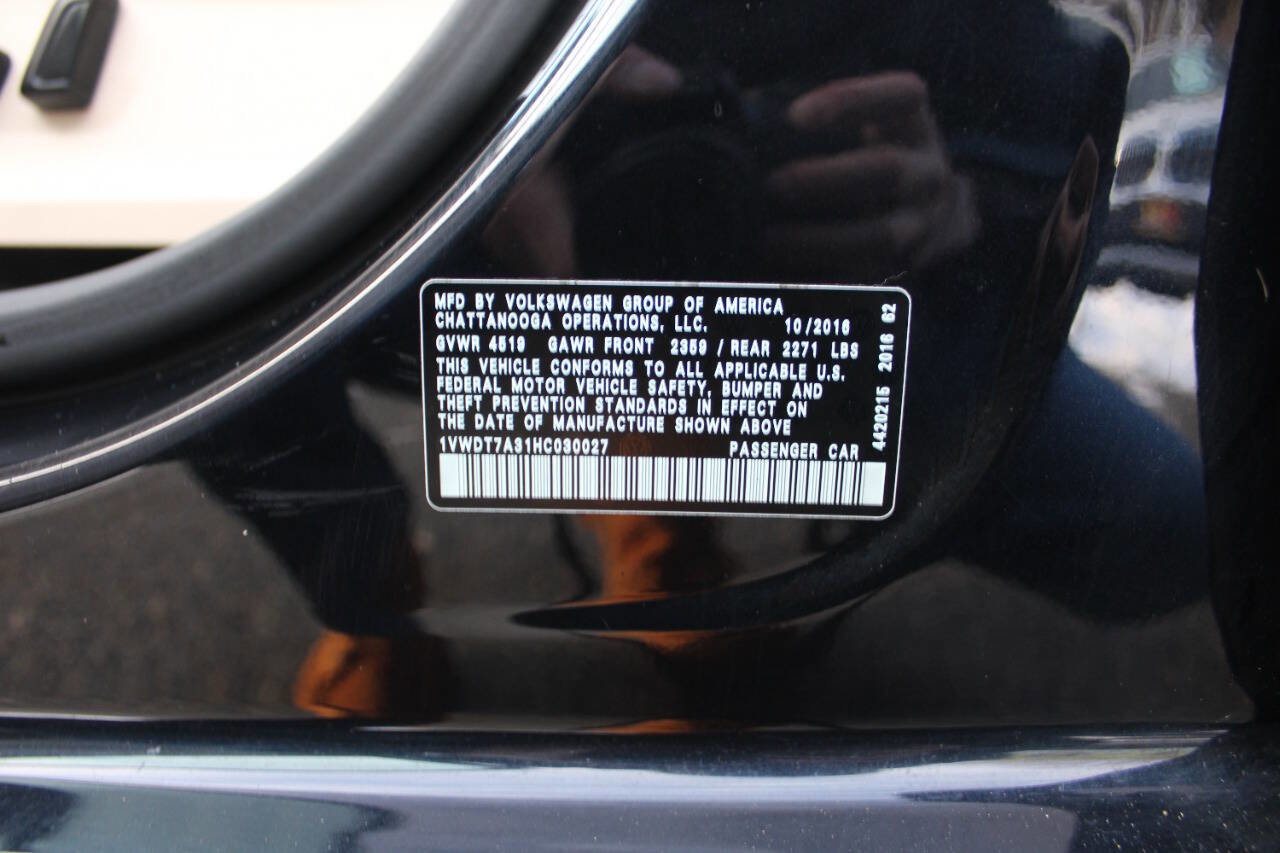 MFD BY VOLKSWAGEN GROUP OF AMERICA
CHATTANOOGA OPERATIONS, LLC. 10/2016
GVWR 4519 GAWR FRONT 2359 / REAR 2271 LBS
THIS VEHICLE CONFORMS TO ALL APPLICABLE U.S.
FEDERAL MOTOR VEHICLE SAFETY, BUMPER AND
THEFT PREVENTION STANDARDS IN EFFECT ON
THE DATE OF MANUFACTURE SHOWN ABOVE
1VWDT7A31HC030027 PASSENGER CAR
4420215 2016 62